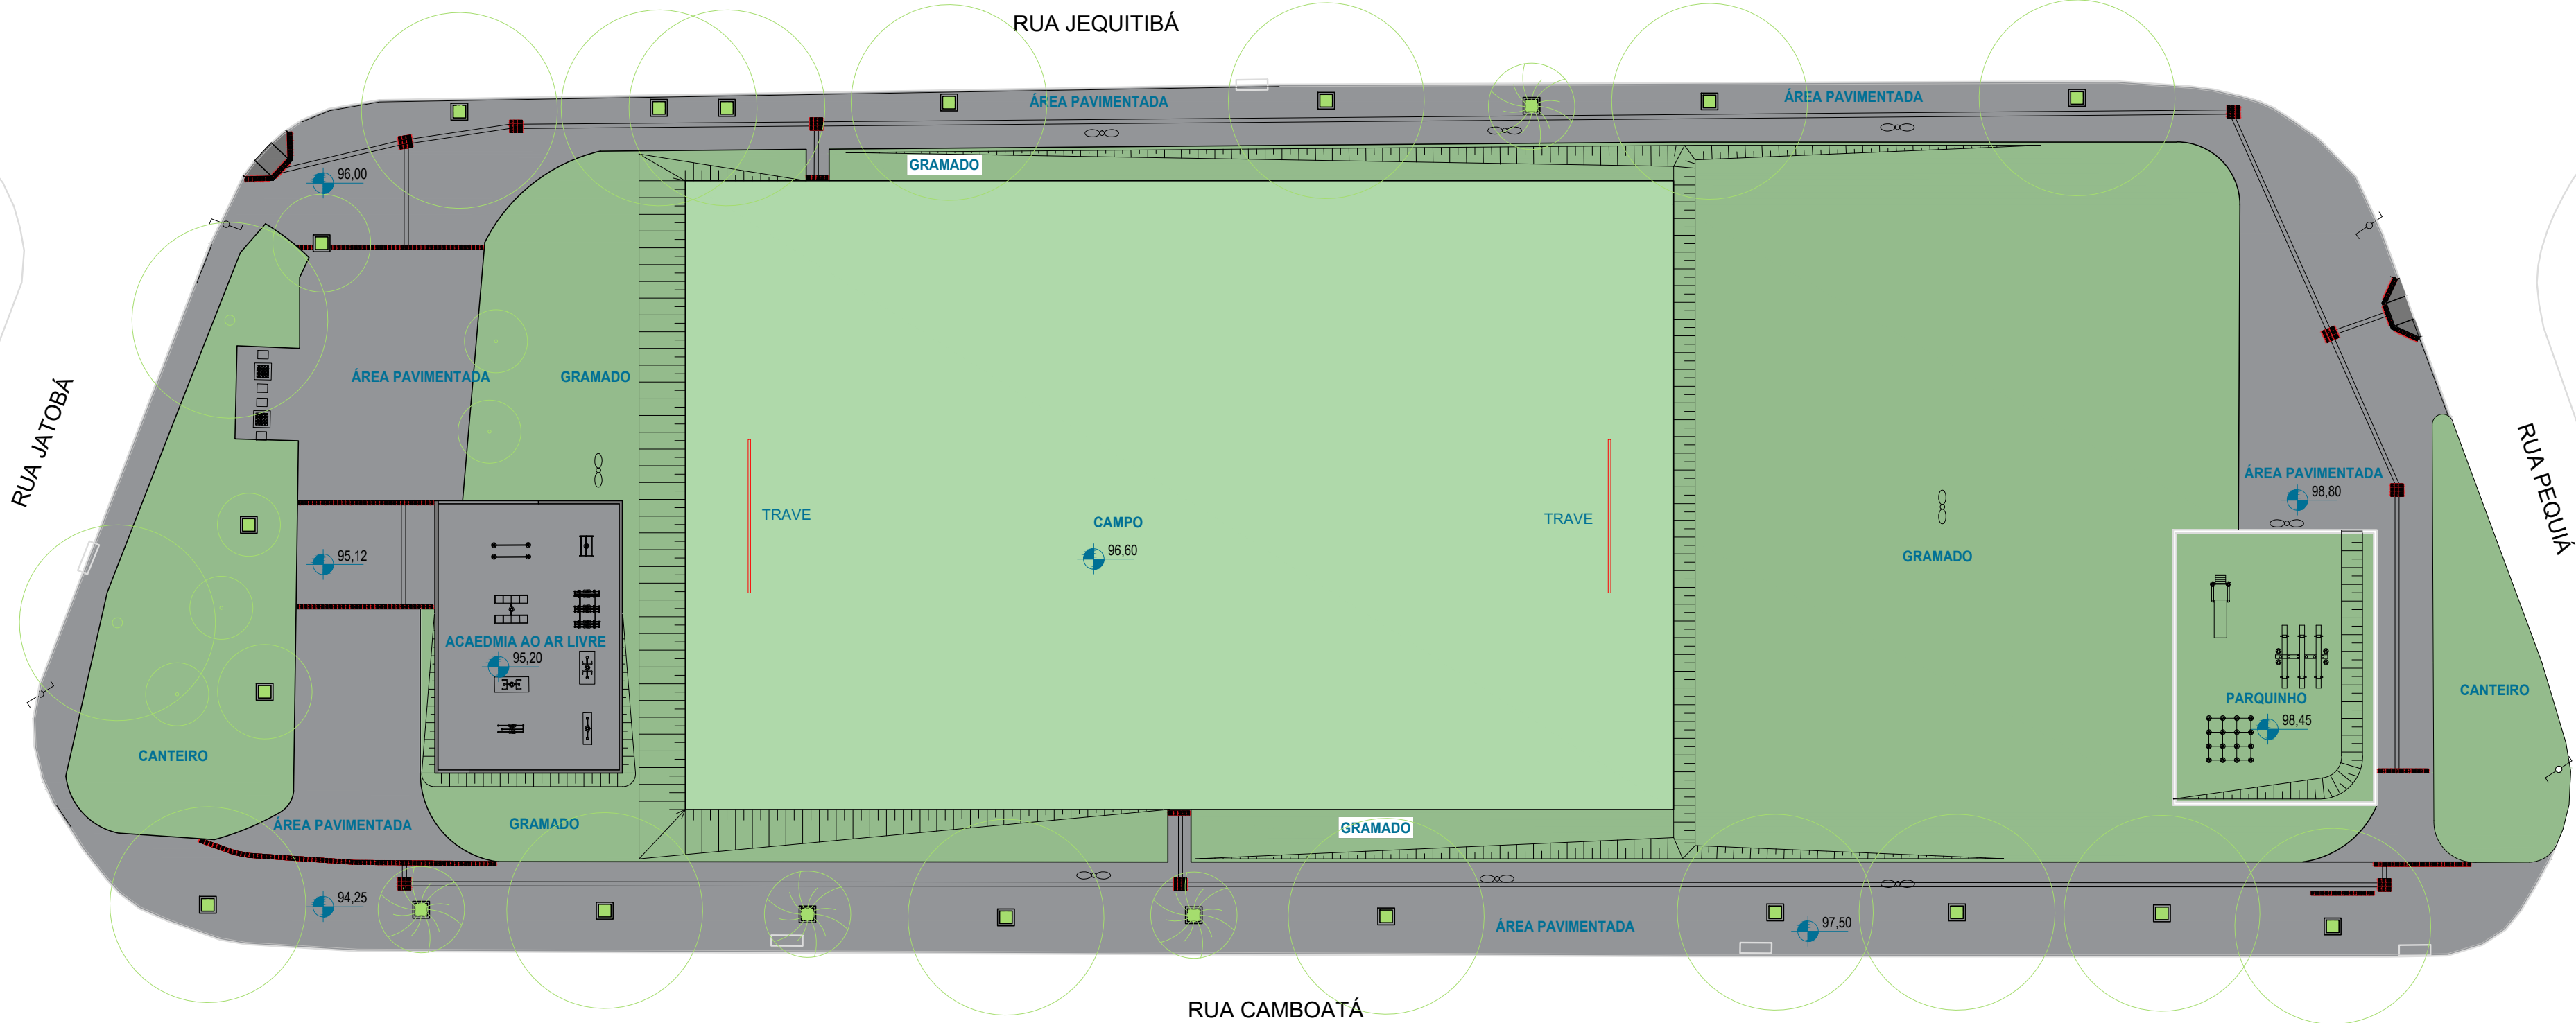 RUA JEQUITIBÁ
ÁREA PAVIMENTADA
ÁREA PAVIMENTADA
GRAMADO
96,00
ÁREA PAVIMENTADA
GRAMADO
RUA JATOBÁ
RUA PEQUIÁ
ÁREA PAVIMENTADA
98,80
TRAVE
TRAVE
CAMPO
96,60
95,12
GRAMADO
ACAEDMIA AO AR LIVRE
95,20
CANTEIRO
PARQUINHO
98,45
CANTEIRO
ÁREA PAVIMENTADA
GRAMADO
GRAMADO
94,25
97,50
ÁREA PAVIMENTADA
RUA CAMBOATÁ